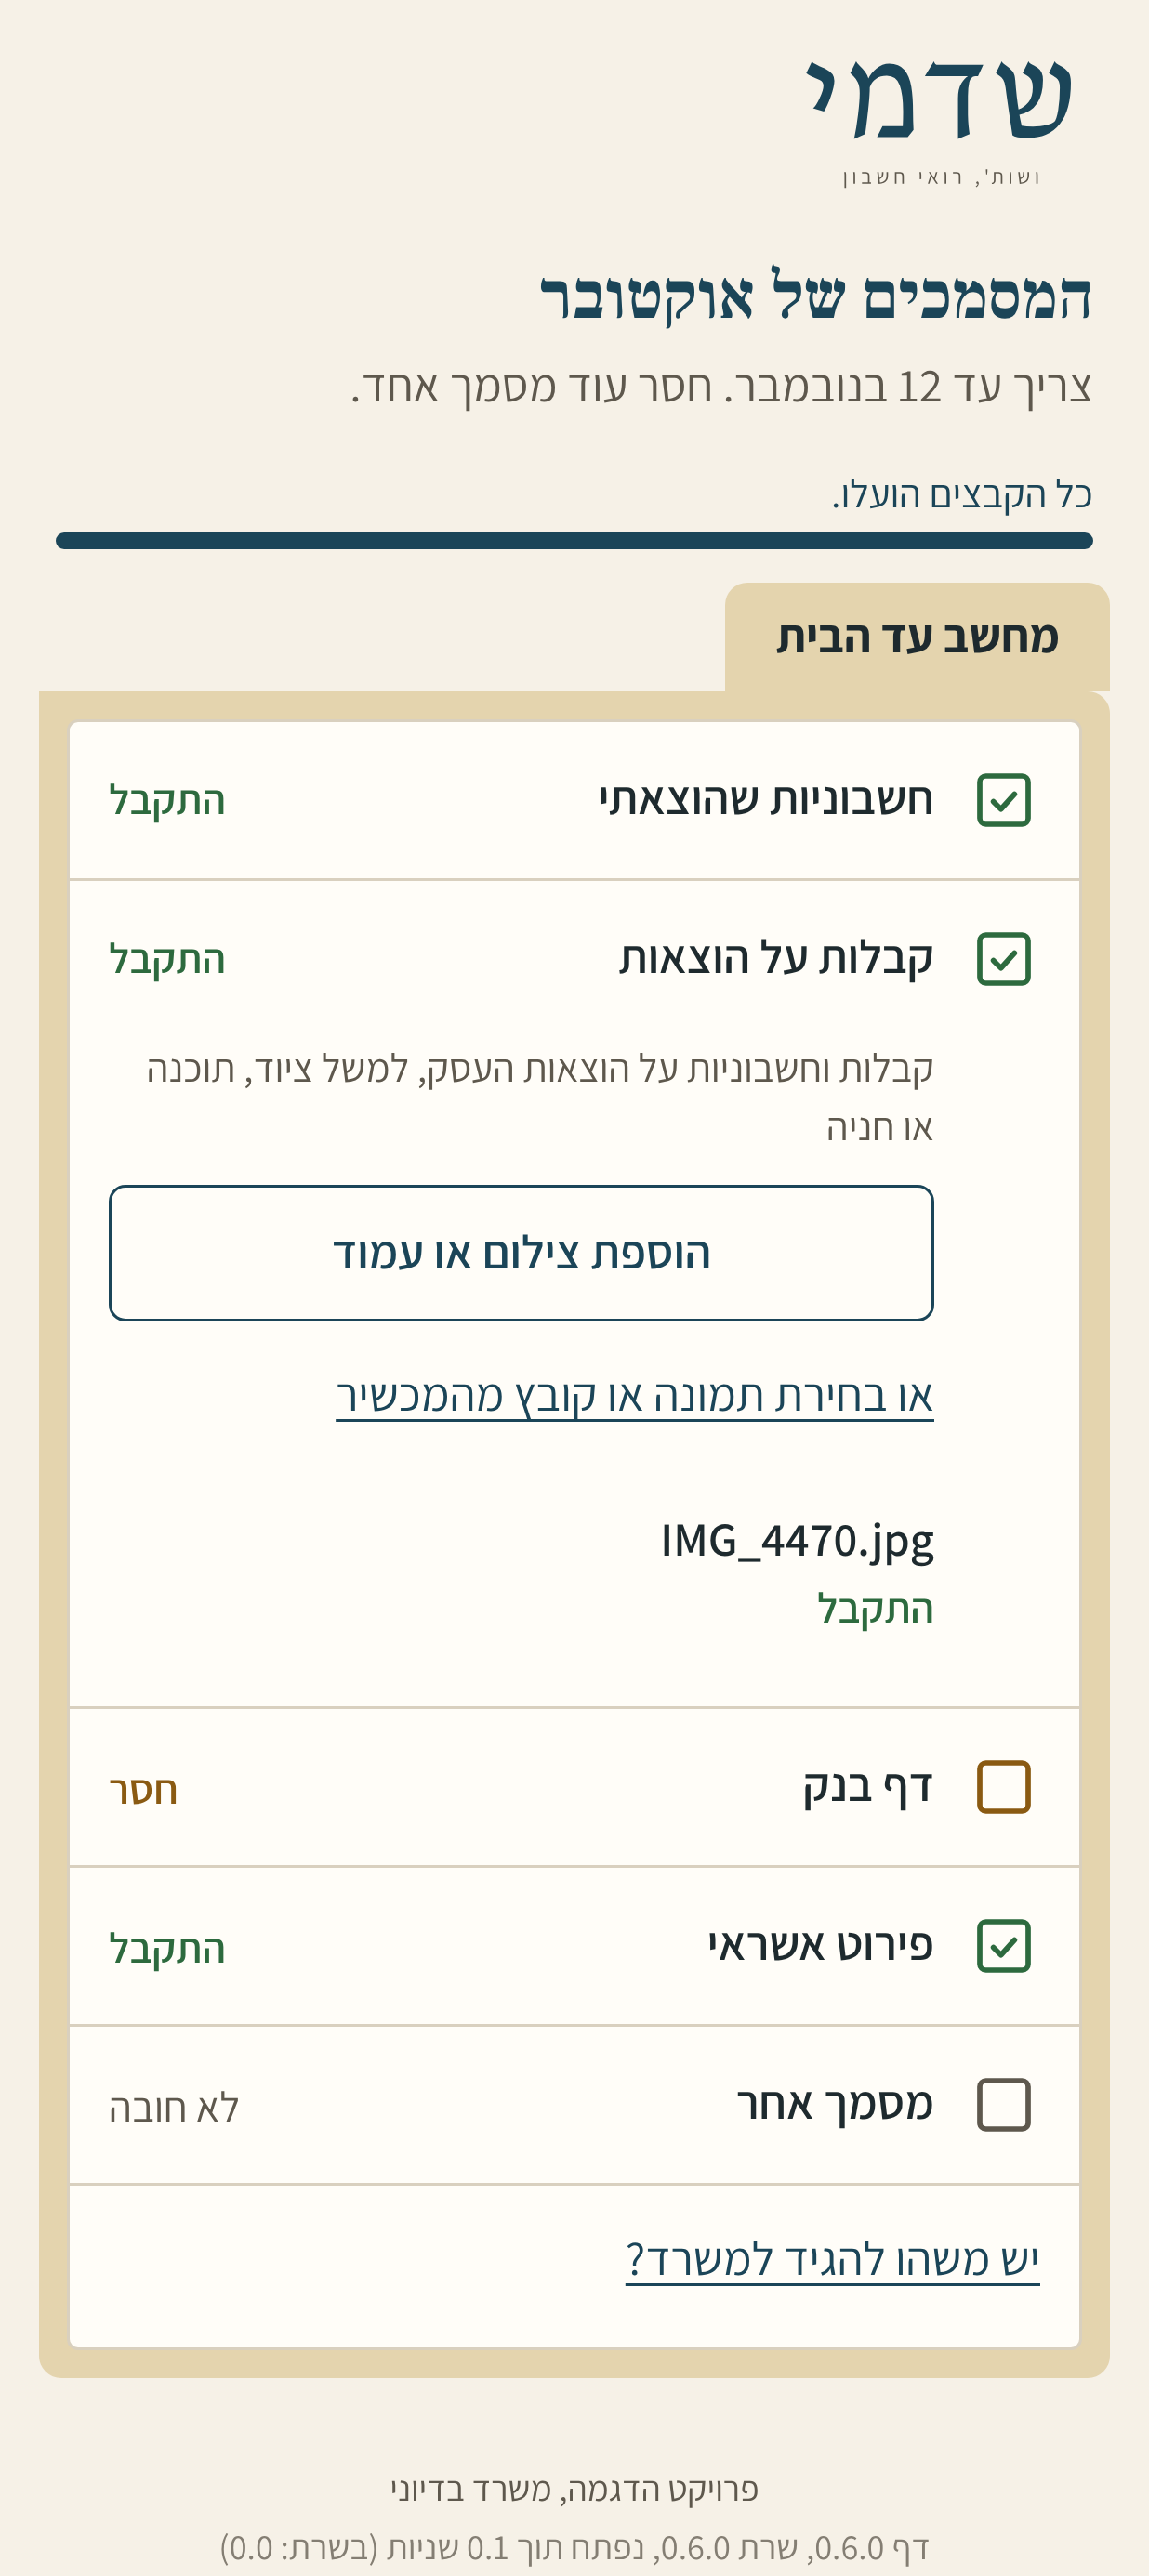 שדמי
ושות', רואי חשבון
המסמכים של אוקטובר
צריך עד 12 בנובמבר. חסר עוד מסמך אחד.
כל הקבצים הועלו.
מחשב עד הבית
חשבוניות שהוצאתי
התקבל
קבלות על הוצאות
התקבל
קבלות וחשבוניות על הוצאות העסק, למשל ציוד, תוכנה
או חניה
הוספת צילום או עמוד
או בחירת תמונה או קובץ מהמכשיר
IMG_4470.jpg
התקבל
דף בנק
חסר
פירוט אשראי
התקבל
מסמך אחר
לא חובה
יש משהו להגיד למשרד?
פרויקט הדגמה, משרד בדיוני
דף 0.6.0, שרת 0.6.0, נפתח תוך 0.1 שניות (בשרת: 0.0)